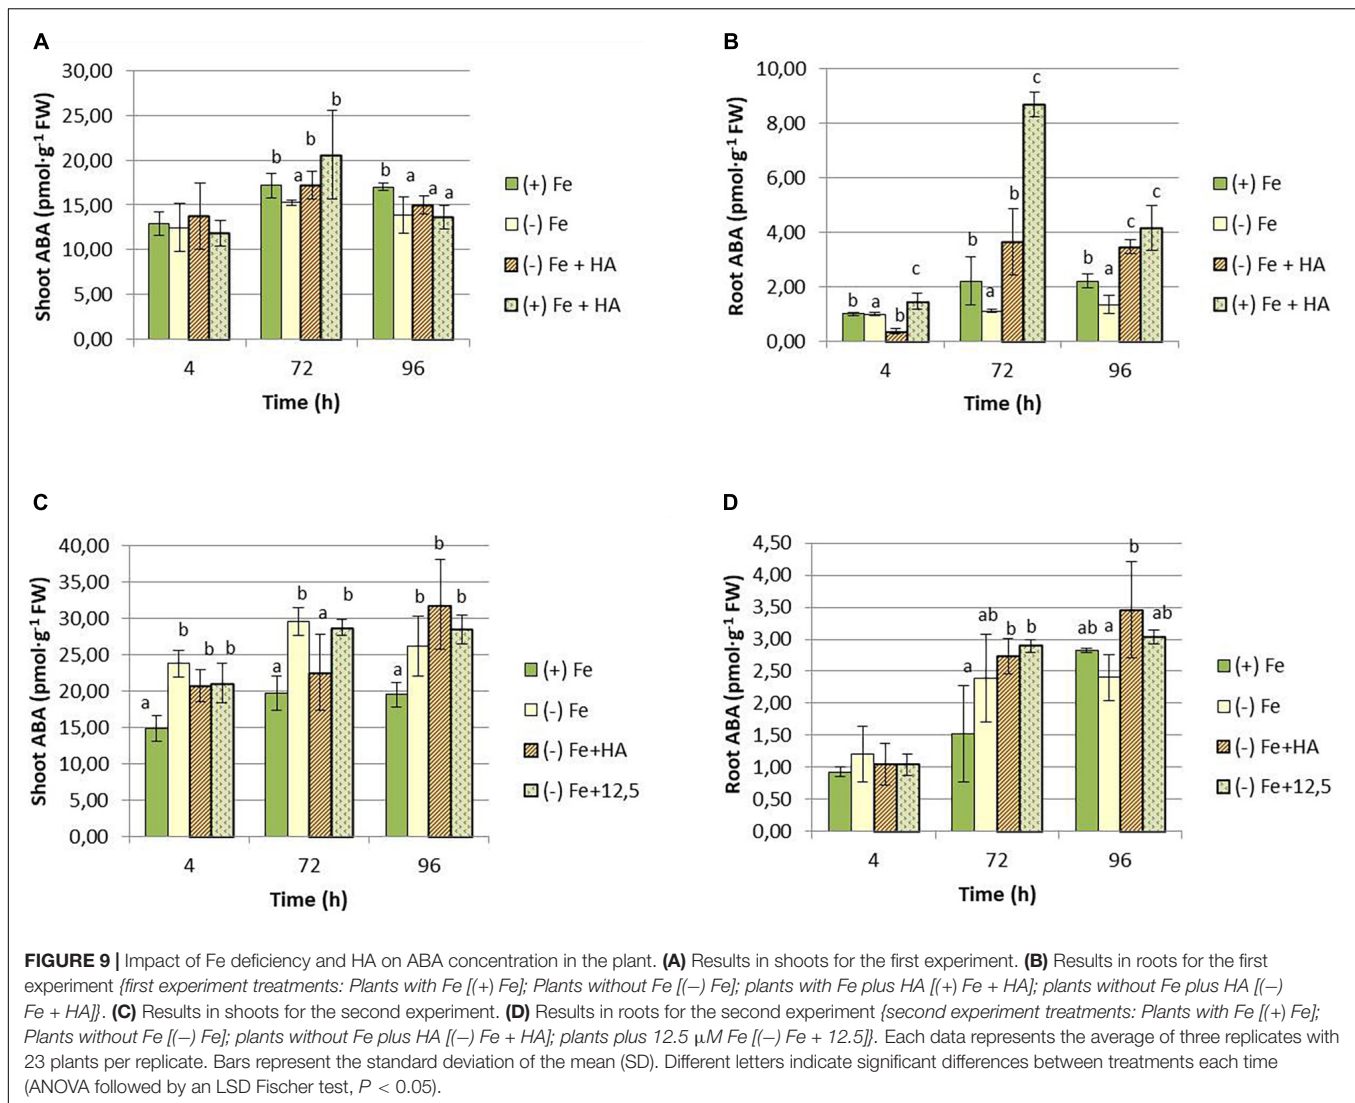 A
30,00
25,00
20,00
15,00
10,00
5,00
0,00
Shoot ABA (pmol·g-1 FW)
b
a
b
b
b
a
a
a
4
72
96
Time (h)
(+) Fe
(-) Fe
(-) Fe + HA
(+) Fe + HA
B
10,00
8,00
6,00
4,00
2,00
0,00
Root ABA (pmol·g-1 FW)
b
a
b
c
b
a
b
c
b
a
c
c
4
72
96
Time (h)
(+) Fe
(-) Fe
(-) Fe + HA
(+) Fe + HA
C
40,00
35,00
30,00
25,00
20,00
15,00
10,00
5,00
0,00
Shoot ABA (pmol·g-1 FW)
a
b
b
b
a
b
a
b
a
b
b
b
4
72
96
Time (h)
(+) Fe
(-) Fe
(-) Fe+HA
(-) Fe+12,5
D
4,50
4,00
3,50
3,00
2,50
2,00
1,50
1,00
0,50
0,00
Root ABA (pmol·g-1 FW)
a
ab
b
b
ab
a
b
ab
4
72
96
Time (h)
(+) Fe
(-) Fe
(-) Fe+HA
(-) Fe+12,5
FIGURE 9 | Impact of Fe deficiency and HA on ABA concentration in the plant. (A) Results in shoots for the first experiment. (B) Results in roots for the first
experiment {first experiment treatments: Plants with Fe [(+) Fe]; Plants without Fe [(−) Fe]; plants with Fe plus HA [(+) Fe + HA]; plants without Fe plus HA [(−)
Fe + HA]}. (C) Results in shoots for the second experiment. (D) Results in roots for the second experiment {second experiment treatments: Plants with Fe [(+) Fe];
Plants without Fe [(−) Fe]; plants without Fe plus HA [(−) Fe + HA]; plants plus 12.5 μM Fe [(−) Fe + 12.5]}. Each data represents the average of three replicates with
23 plants per replicate. Bars represent the standard deviation of the mean (SD). Different letters indicate significant differences between treatments each time
(ANOVA followed by an LSD Fischer test, P < 0.05).